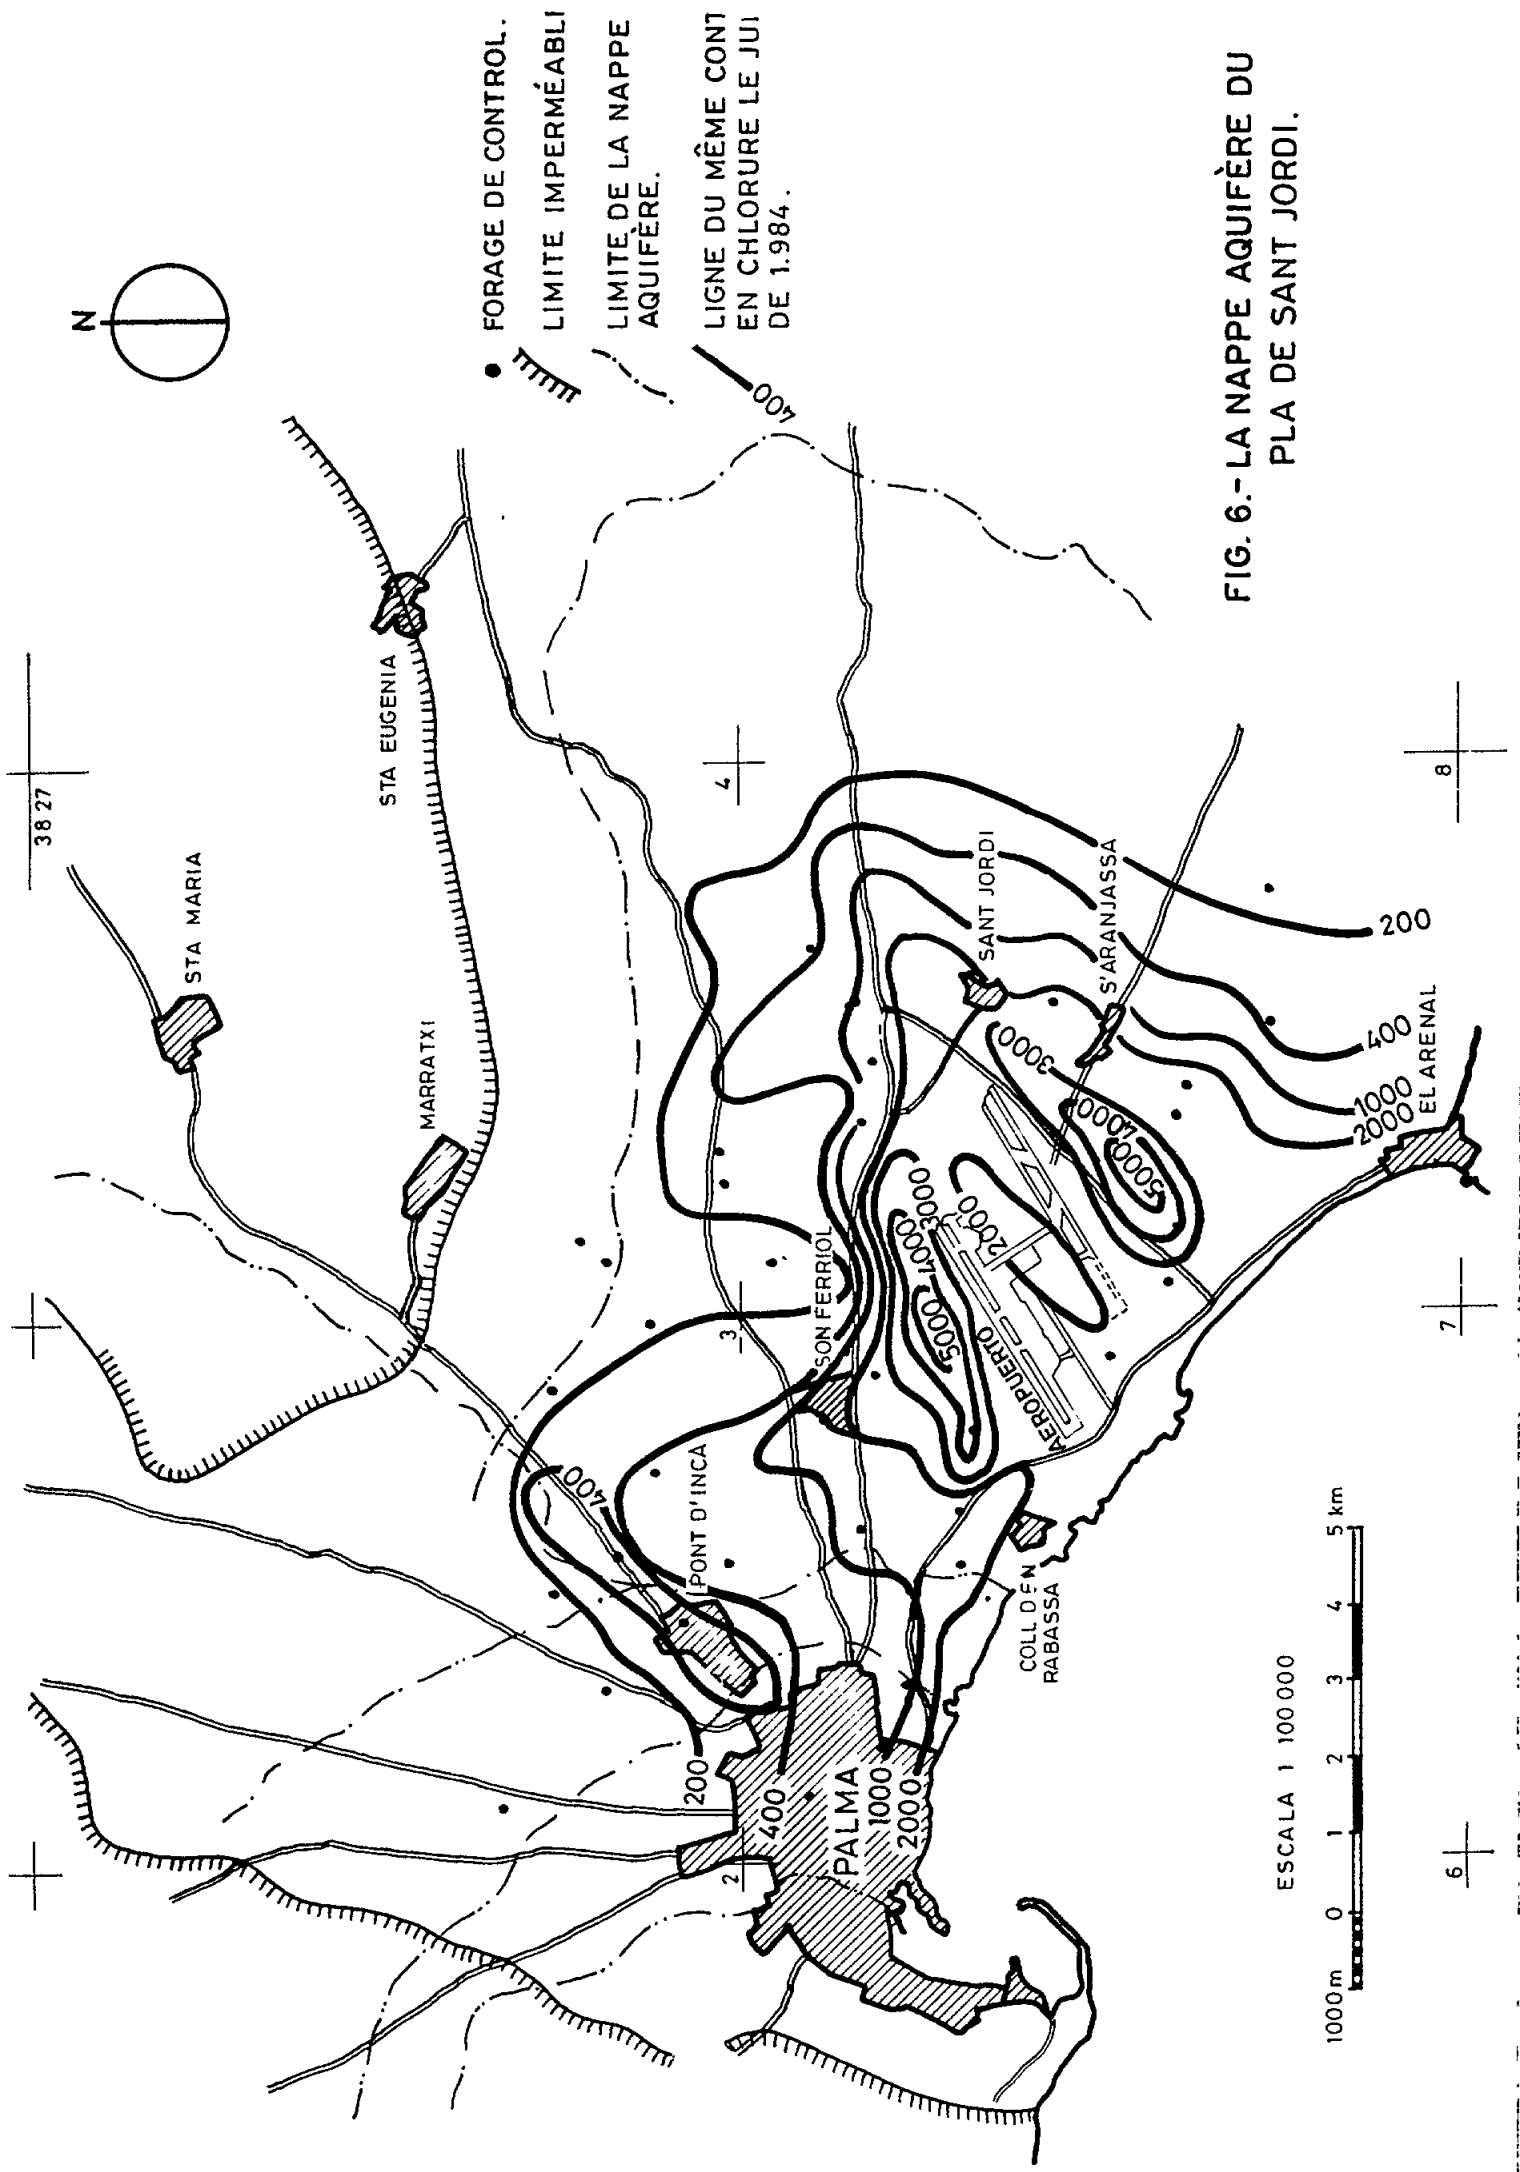 N
FORAGE DE CONTROL.
LIMITE IMPERMÉABLI
LIMITE DE LA NAPPE
AQUIFÈRE.
LIGNE DU MÊME CONT
EN CHLORURE LE JUI
DE 1.984.
400
FIG. 6.-LA NAPPE AQUIFÈRE DU
PLA DE SANT JORDI.
38 27
STA MARIA
STA EUGENIA
MARRATXI
4
3
2
PONT D'INCA
400
SON FERRIOL
SANT JORDI
S'ARANJASSA
3000
4000
5000
3000
4000
5000
2000
AEROPUERTO
200
400
1000
2000
EL ARENAL
200
400
PALMA
1000
2000
COLL D'EN
RABASSA
8
7
6
ESCALA 1 100 000
1000m 0 1 2 3 4 5 km